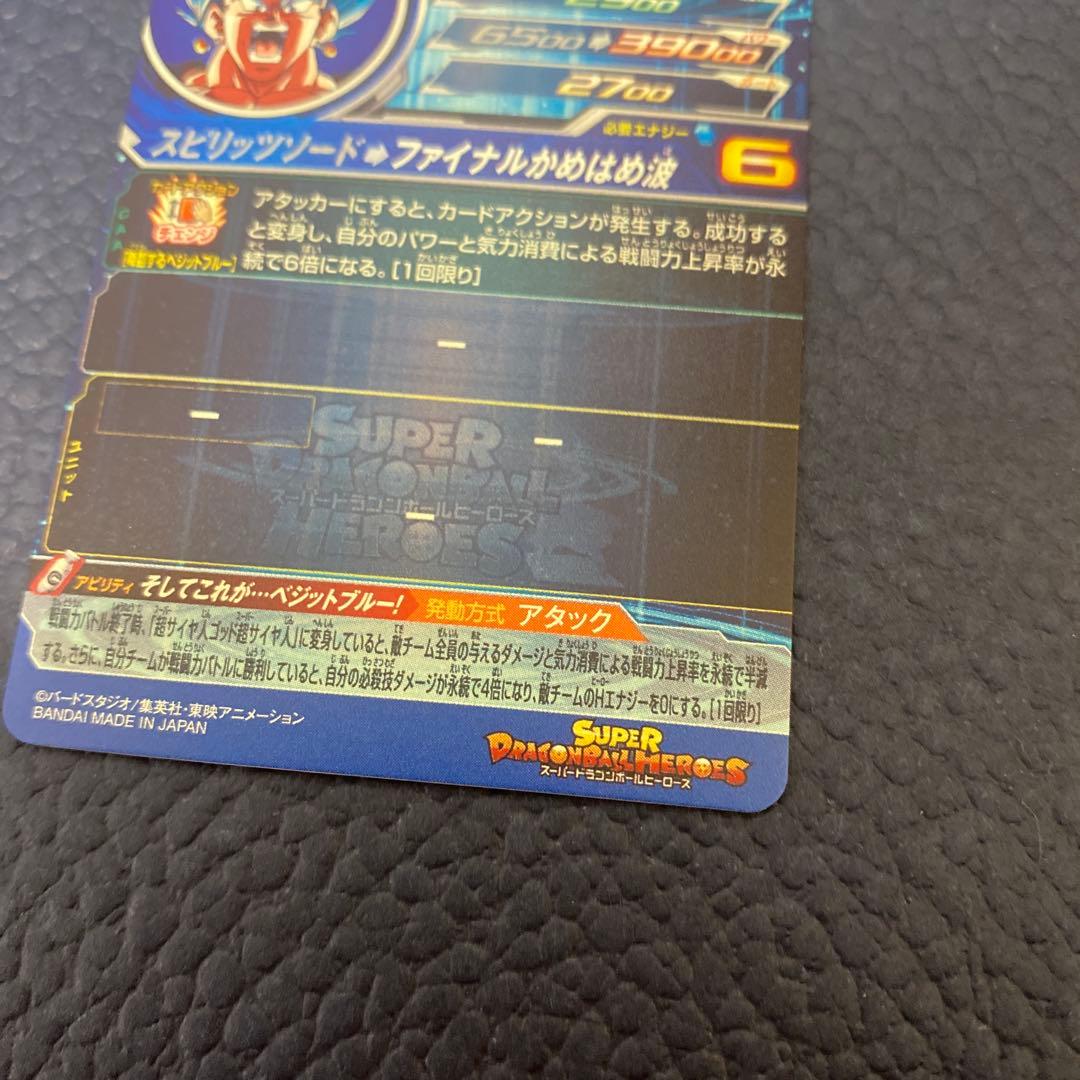 2900
6500⇒39000
2700
必要エナジー
スピリッツソード⇒ファイナルかめはめ波
6
チェンジ
アタッカーにすると、カードアクションが発生する。成功する
と変身し、自分のパワーと気力消費による戦闘力上昇率が永
続で6倍になる。[1回限り]
CAA
ー
ー
ー
ー
ユニット
SUPER
DRAGONBALL
スーパードラゴンボールヒーローズ
HEROES
アビリティ そしてこれが…ベジットブルー! 発動方式 アタック
戦闘力バトル終了時、「超サイヤ人ゴッド超サイヤ人」に変身していると、敵チーム全員の与えるダメージと気力消費による戦闘力上昇率を永続で半減
する。さらに、自分チームが戦闘力バトルに勝利していると、自分の必殺技ダメージが永続で4倍になり、敵チームのHエナジーを0にする。[1回限り]
©バードスタジオ/集英社・東映アニメーション
BANDAI MADE IN JAPAN
SUPER
DRAGONBALL HEROES
スーパードラゴンボールヒーローズ